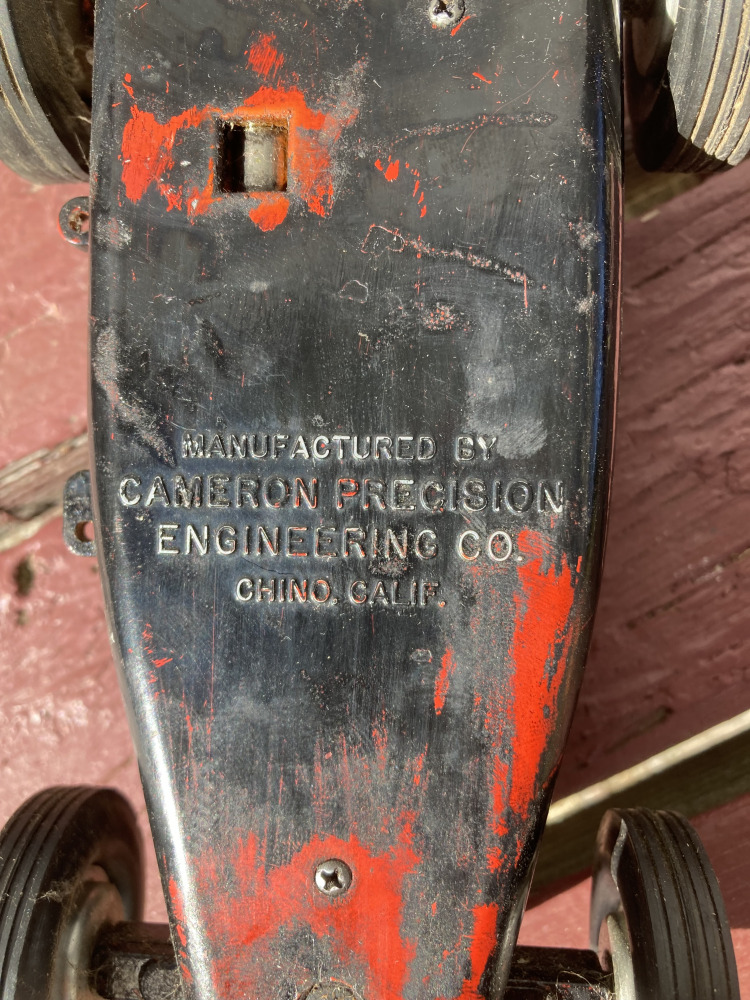 MANUFACTURED BY
CAMERON PRECISION
ENGINEERING CO.
CHINO, CALIF.